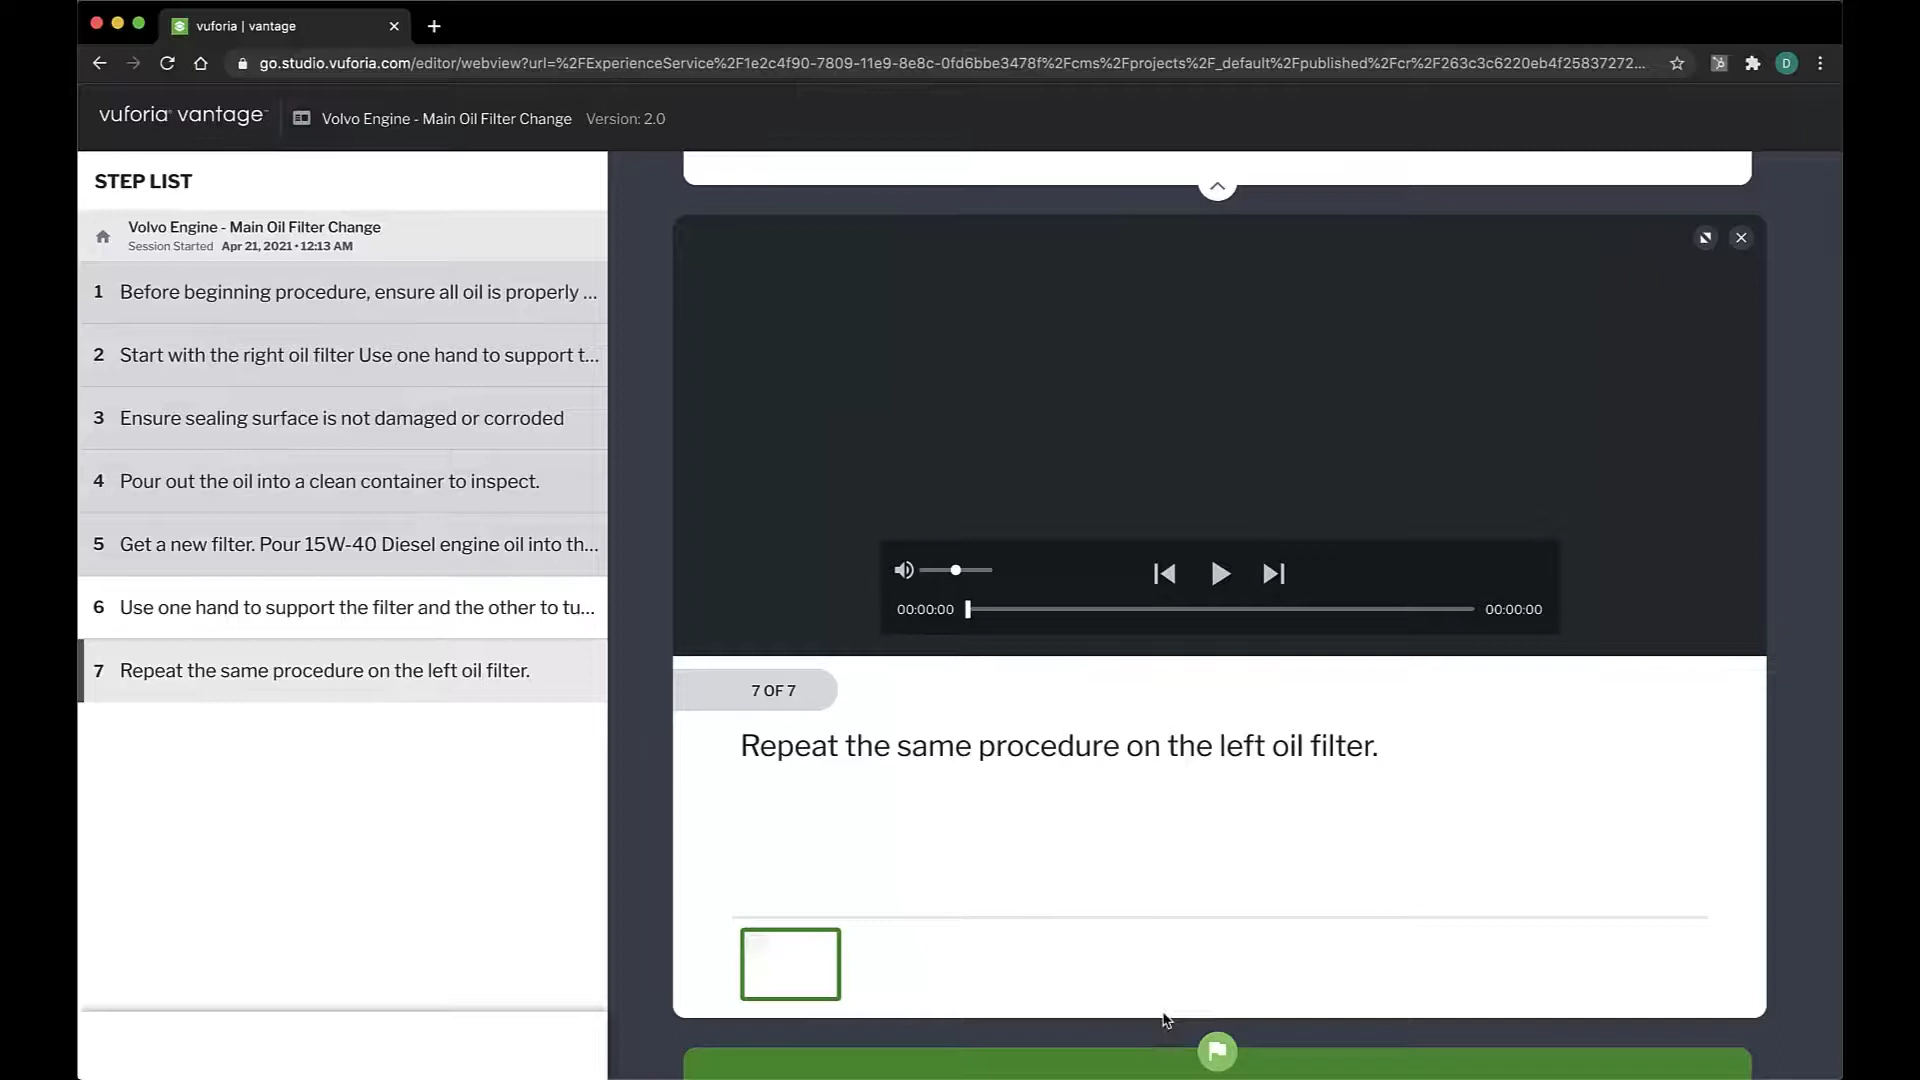 vuforia | vantage
go.studio.vuforia.com/editor/webview?url=%2FExperienceService%2F1e2c4f90-7809-11e9-8e8c-0fd6bbe3478f%2Fcms%2Fprojects%2F_default%2Fpublished%2Fcr%2F263c3c6220eb4f25837272...
D
vuforia vantage
Volvo Engine - Main Oil Filter Change Version: 2.0
STEP LIST
Volvo Engine - Main Oil Filter Change
Session Started Apr 21, 2021 • 12:13 AM
1 Before beginning procedure, ensure all oil is properly ...
2 Start with the right oil filter Use one hand to support t...
3 Ensure sealing surface is not damaged or corroded
4 Pour out the oil into a clean container to inspect.
5 Get a new filter. Pour 15W-40 Diesel engine oil into th...
6 Use one hand to support the filter and the other to tu...
7 Repeat the same procedure on the left oil filter.
00:00:00
00:00:00
7 OF 7
Repeat the same procedure on the left oil filter.